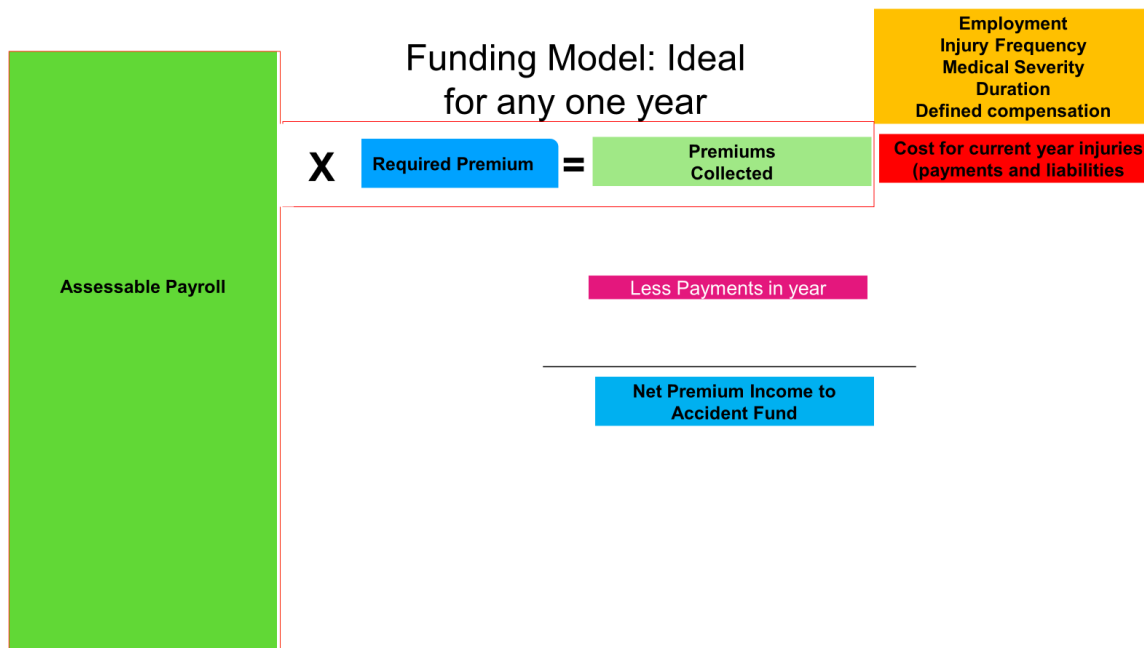 Funding Model: Ideal
for any one year
Employment
Injury Frequency
Medical Severity
Duration
Defined compensation
X
Required Premium
=
Premiums
Collected
Cost for current year injuries
(payments and liabilities
Assessable Payroll
Less Payments in year
Net Premium Income to
Accident Fund